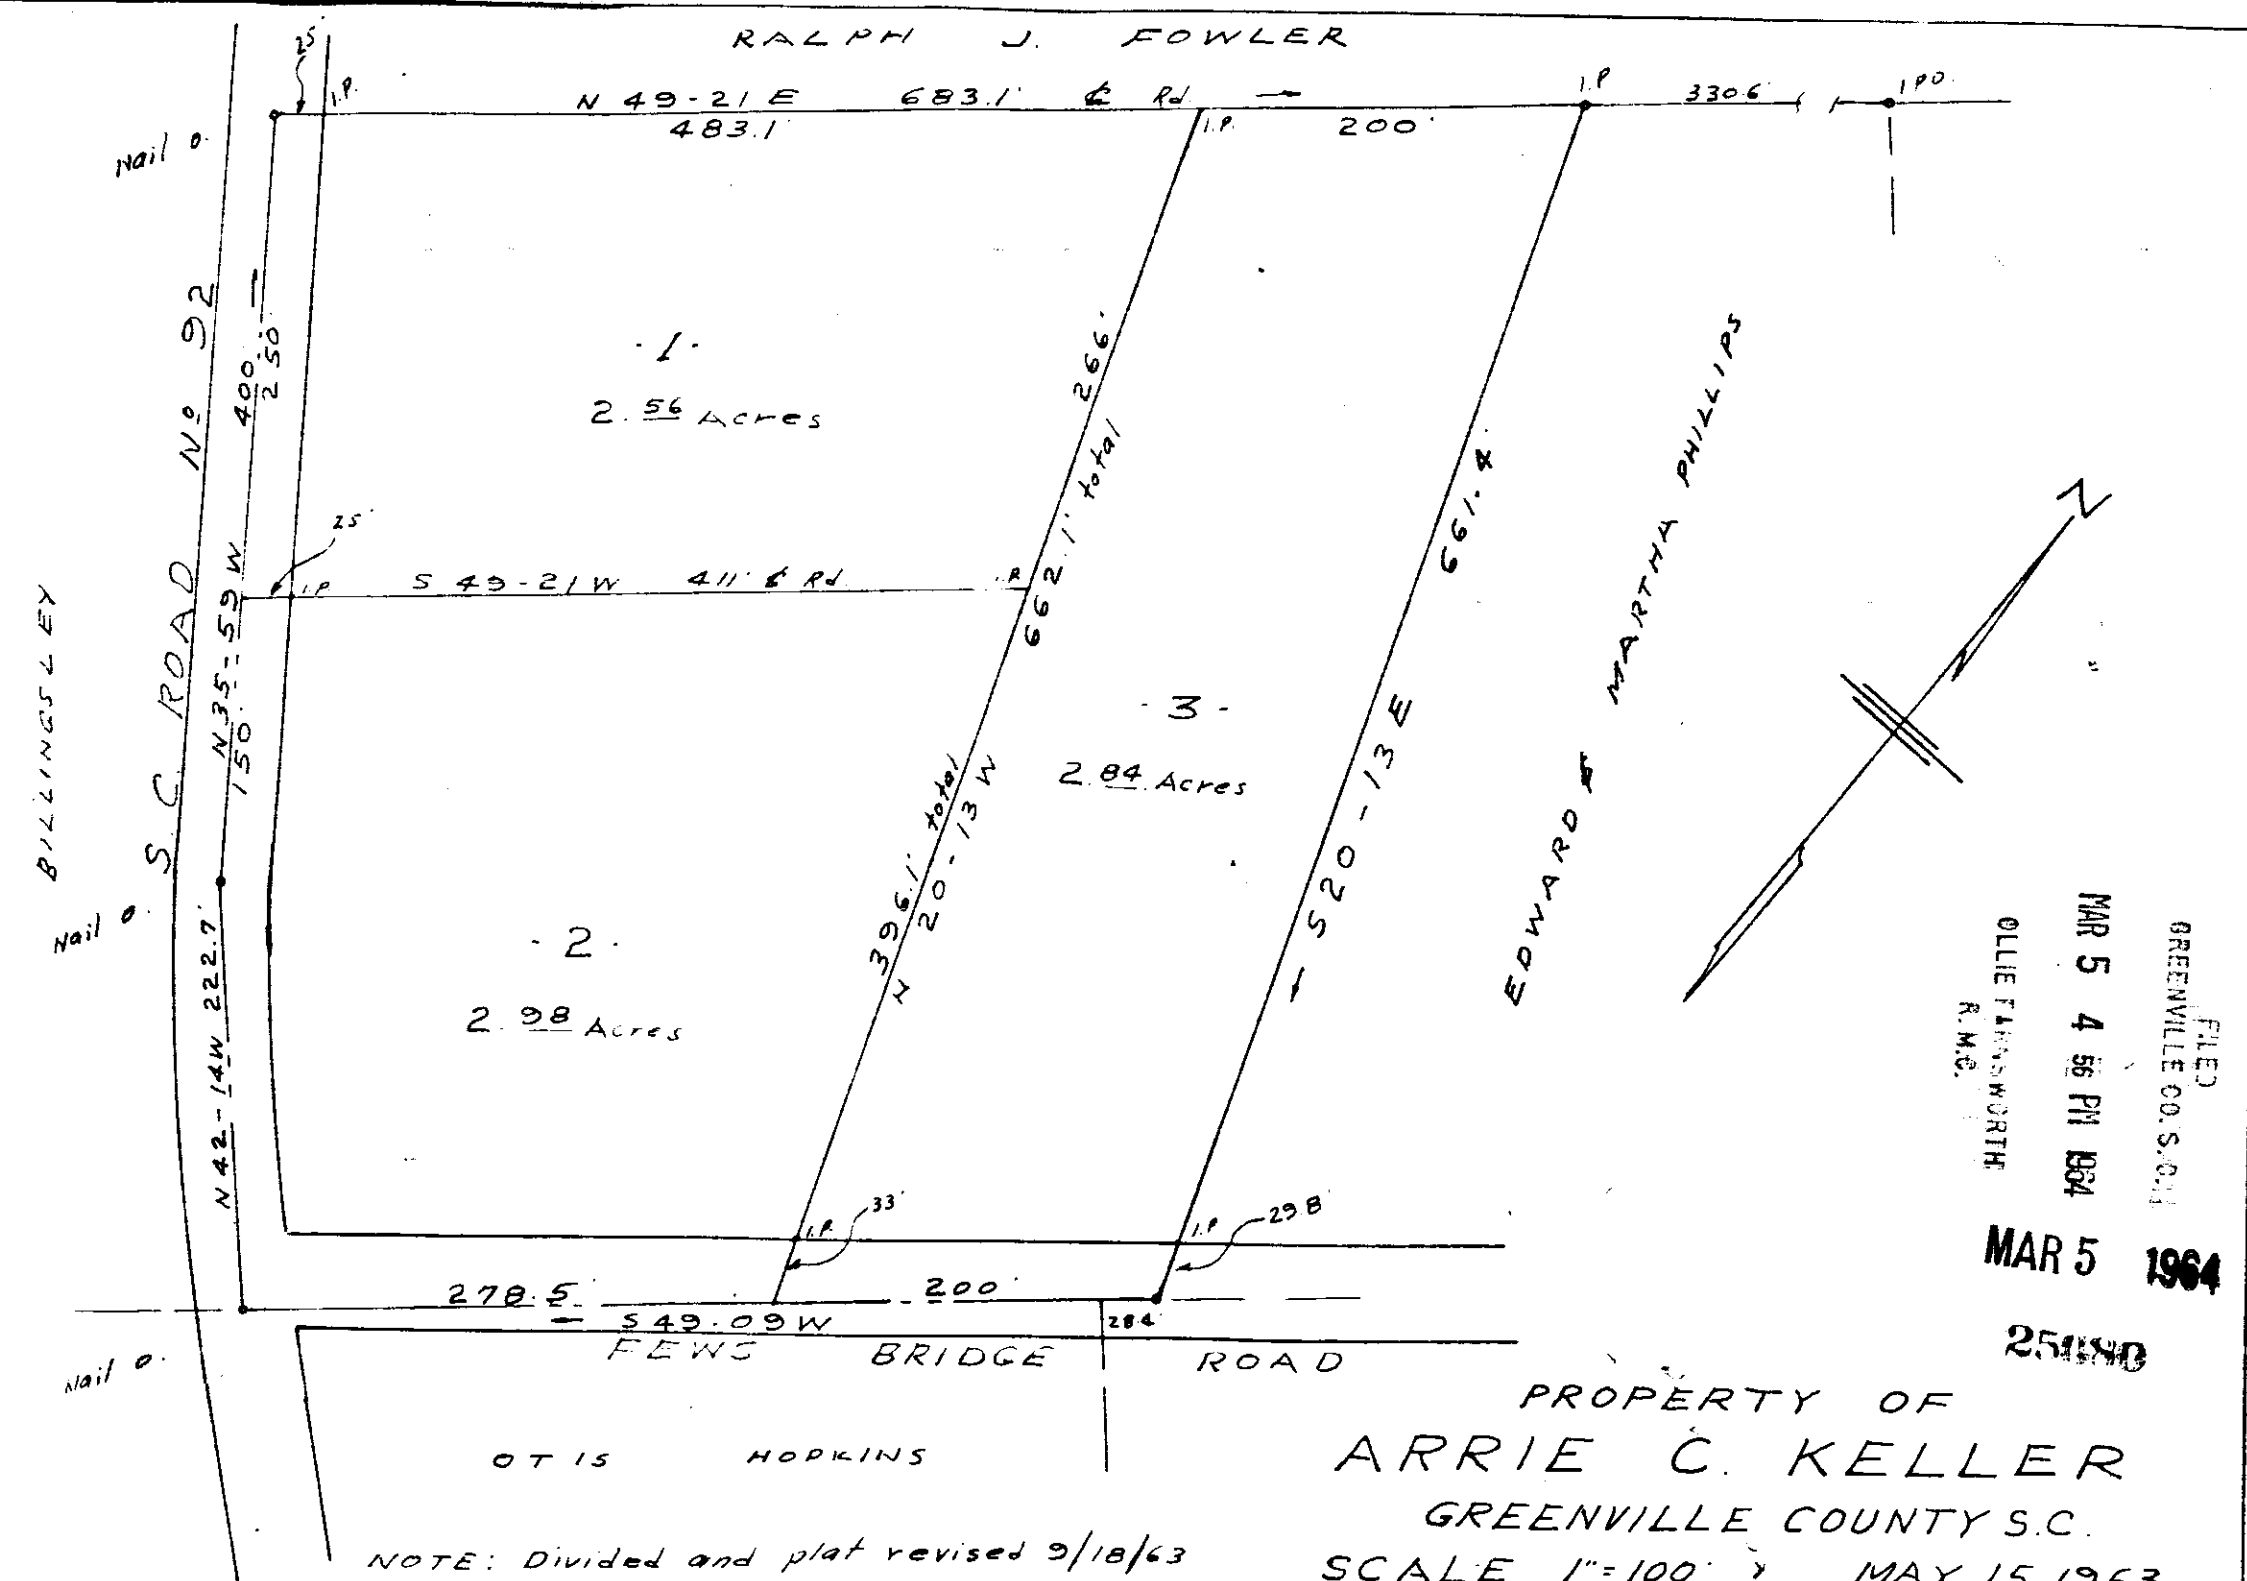 RALPH J. FOWLER
25'
I.P.
N 49-21 E 683.1' ℄ Rd.
483.1'
I.P.
200'
I.P.
330.6'
I.P.O.
Nail o.
S C ROAD Nº 92
400'
250'
N 35-59 W
150'
N 42-14 W 222.7'
BILLINGSLEY
Nail o.
-1-
2.56 Acres
266'
662.1' total
25'
I.P.
S 49-21 W 411' ℄ Rd.
I.P.
-2-
2.98 Acres
396.1' total
N 20-13 W
-3-
2.84 Acres
661.4'
S 20-13 E
EDWARD & MARTHA PHILLIPS
N
FILED
GREENVILLE CO. S.C.
MAR 5 4 56 PM 1964
OLLIE FARNSWORTH
R.M.C.
MAR 5 1964
I.P.
33'
I.P.
29.8'
278.5'
200'
S 49-09 W
28.4'
FEWS BRIDGE ROAD
Nail o.
OTIS HOPKINS
PROPERTY OF
ARRIE C. KELLER
GREENVILLE COUNTY S.C.
SCALE 1"=100' MAY 15 1963
NOTE: Divided and plat revised 9/18/63